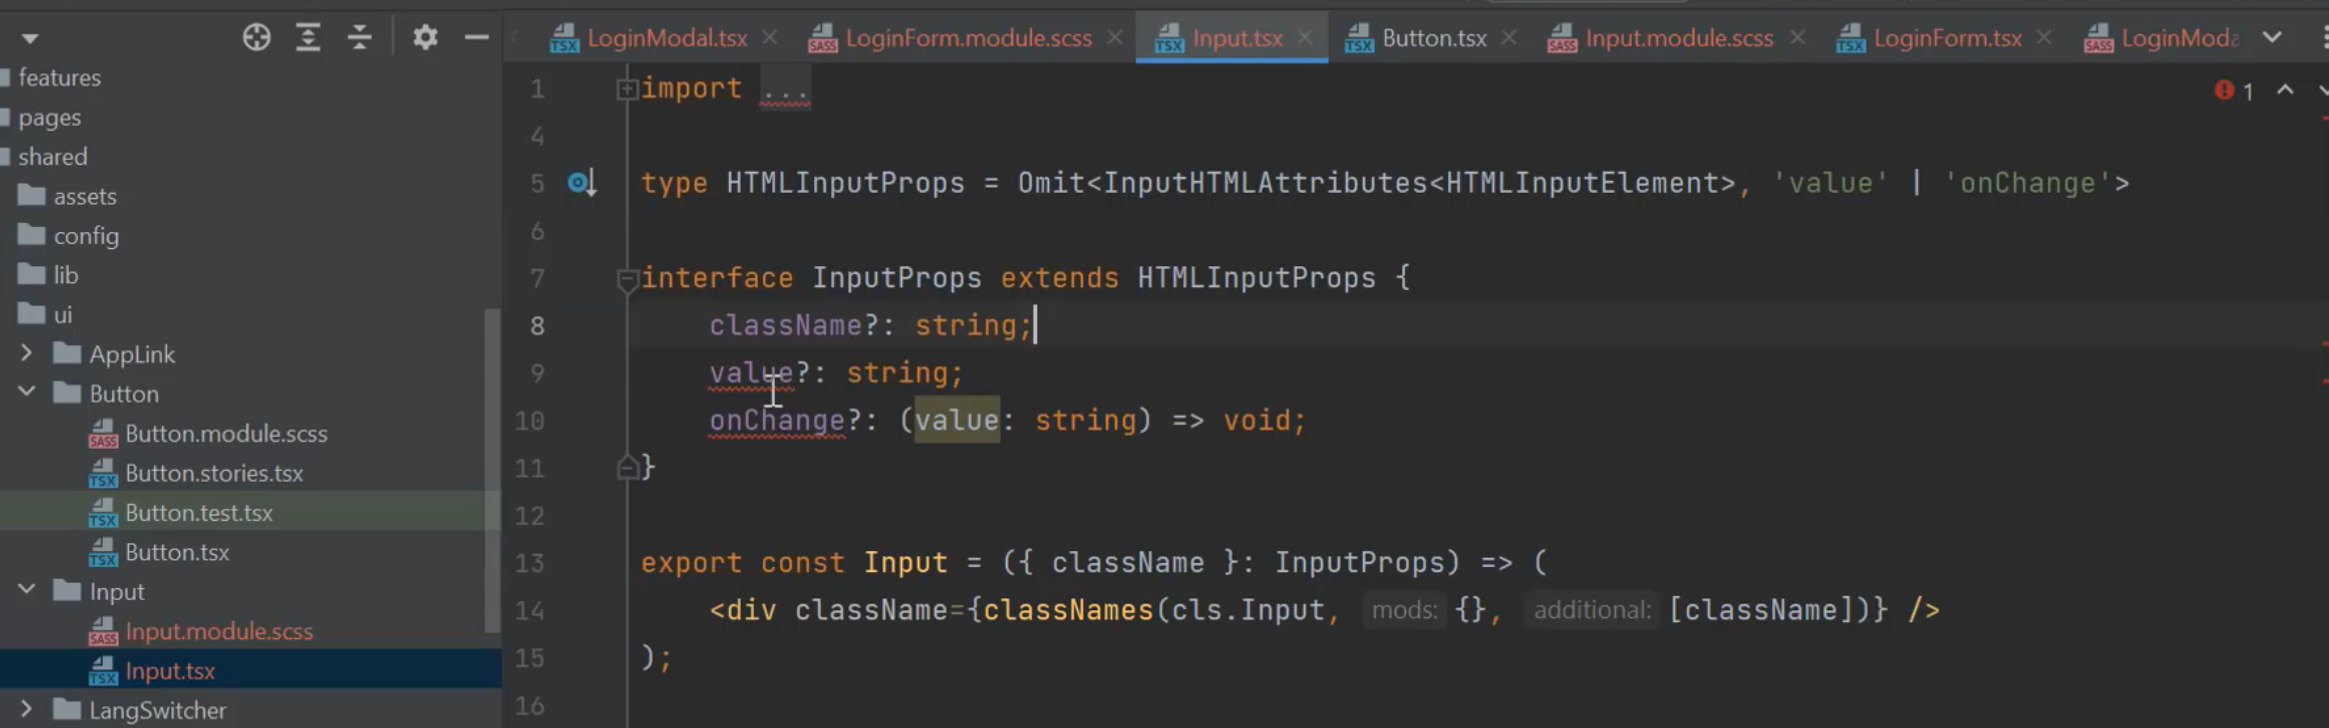 LoginModal.tsx LoginForm.module.scss Input.tsx Button.tsx Input.module.scss LoginForm.tsx LoginModa
features
pages
shared
assets
config
lib
ui
AppLink
Button
Button.module.scss
Button.stories.tsx
Button.test.tsx
Button.tsx
Input
Input.module.scss
Input.tsx
LangSwitcher
1 import ...
1
4
5 type HTMLInputProps = Omit<InputHTMLAttributes<HTMLInputElement>, 'value' | 'onChange'>
6
7 interface InputProps extends HTMLInputProps {
8 className?: string;
9 value?: string;
10 onChange?: (value: string) => void;
11 }
12
13 export const Input = ({ className }: InputProps) => (
14 <div className={classNames(cls.Input, mods: {}, additional: [className])} />
15 );
16